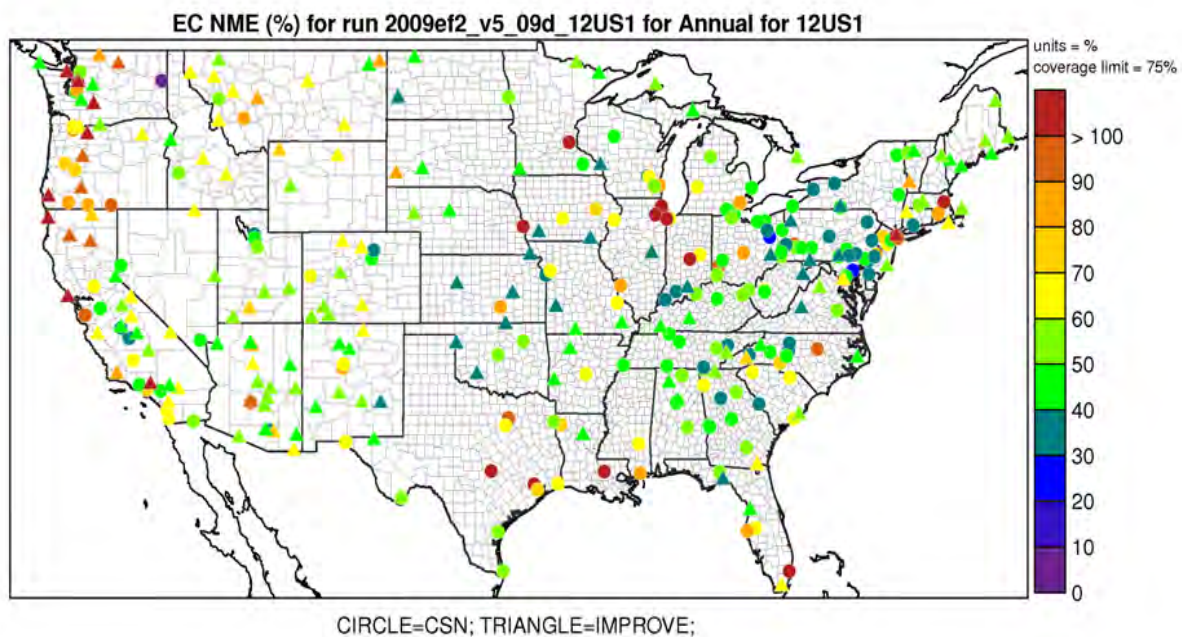 EC NME (%) for run 2009ef2_v5_09d_12US1 for Annual for 12US1
units = %
coverage limit = 75%
> 100
90
80
70
60
50
40
30
20
10
0
CIRCLE=CSN; TRIANGLE=IMPROVE;